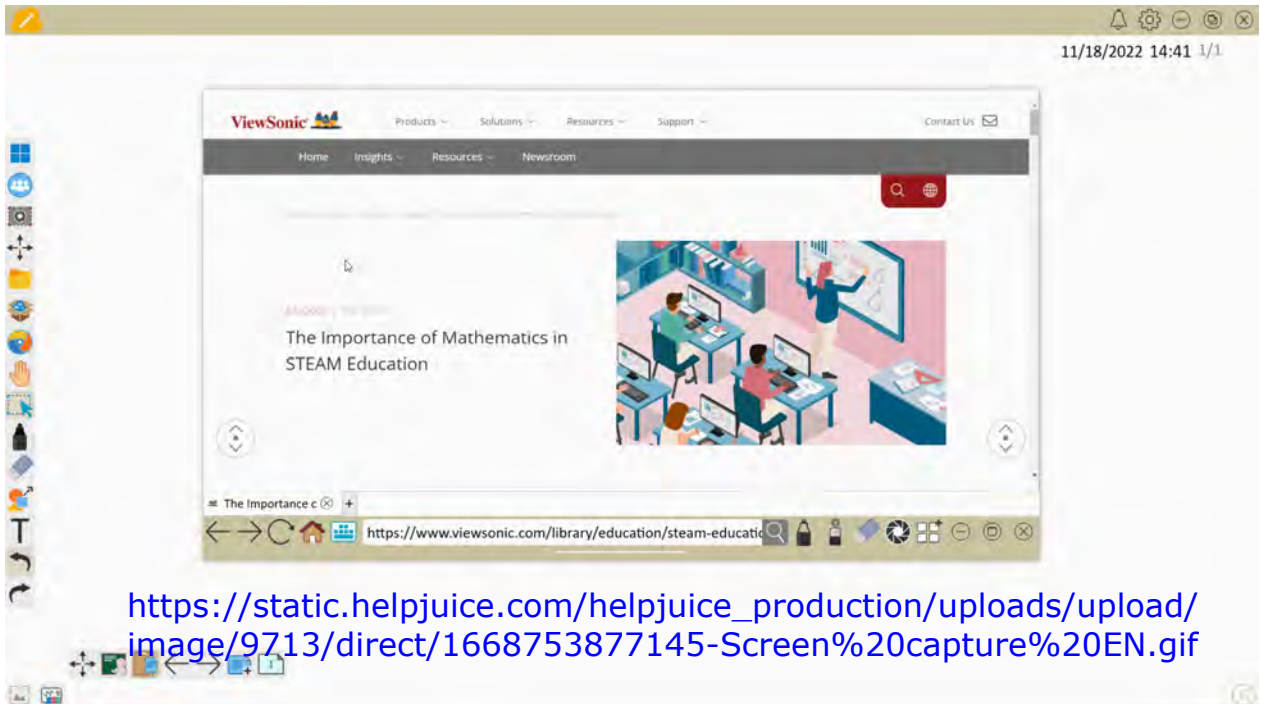 11/18/2022 14:41 1/1
ViewSonic Products Solutions Resources Support Contact Us
Home Insights Resources Newsroom
The Importance of Mathematics in
STEAM Education
The Importance c +
https://www.viewsonic.com/library/education/steam-educatic
T
https://static.helpjuice.com/helpjuice_production/uploads/upload/
image/9713/direct/1668753877145-Screen%20capture%20EN.gif
1